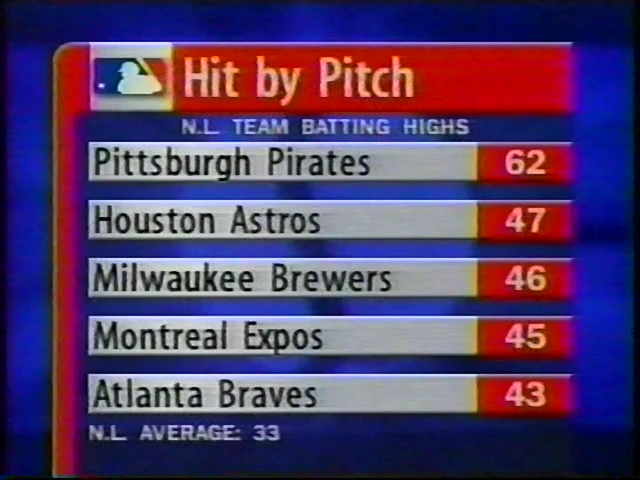 Hit by Pitch
N.L. TEAM BATTING HIGHS
Pittsburgh Pirates 62
Houston Astros 47
Milwaukee Brewers 46
Montreal Expos 45
Atlanta Braves 43
N.L. AVERAGE: 33